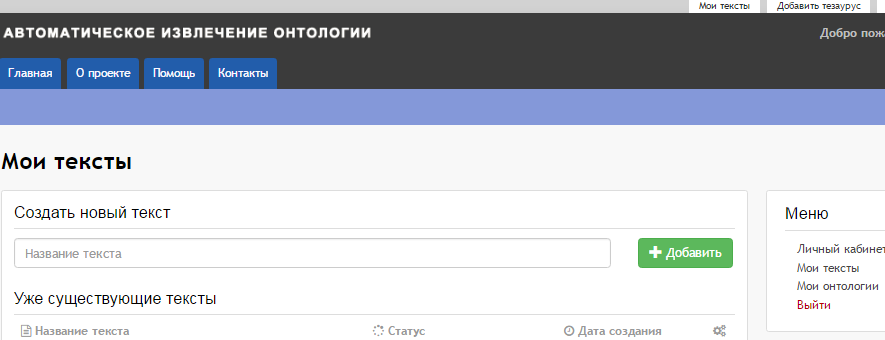 Мои тексты Добавить тезаурус
АВТОМАТИЧЕСКОЕ ИЗВЛЕЧЕНИЕ ОНТОЛОГИИ
Добро
Главная О проекте Помощь Контакты
Мои тексты
Создать новый текст
Название текста
Добавить
Уже существующие тексты
Название текста Статус Дата создания
Меню
Личный кабинет
Мои тексты
Мои онтологии
Выйти